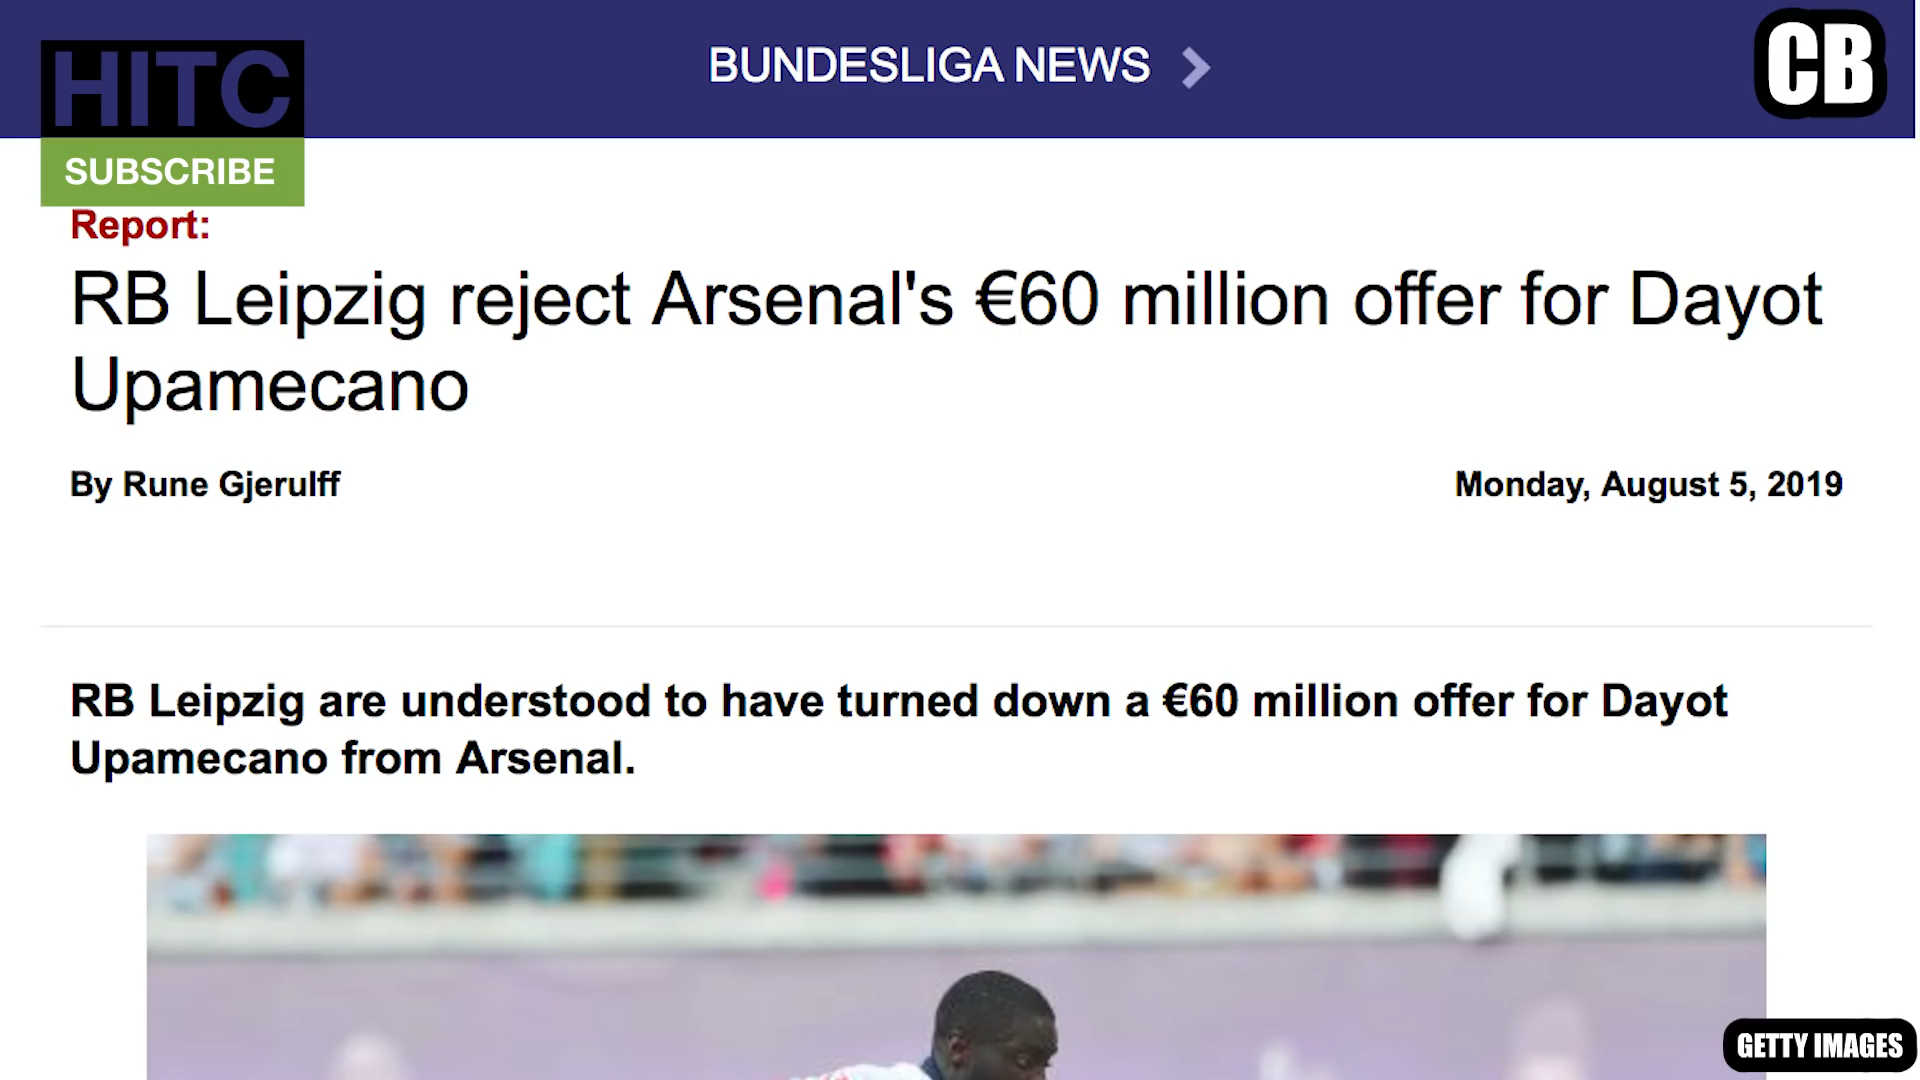 HITC
SUBSCRIBE
BUNDESLIGA NEWS
CB
Report:
RB Leipzig reject Arsenal's €60 million offer for Dayot
Upamecano
By Rune Gjerulff
Monday, August 5, 2019
RB Leipzig are understood to have turned down a €60 million offer for Dayot
Upamecano from Arsenal.
GETTY IMAGES